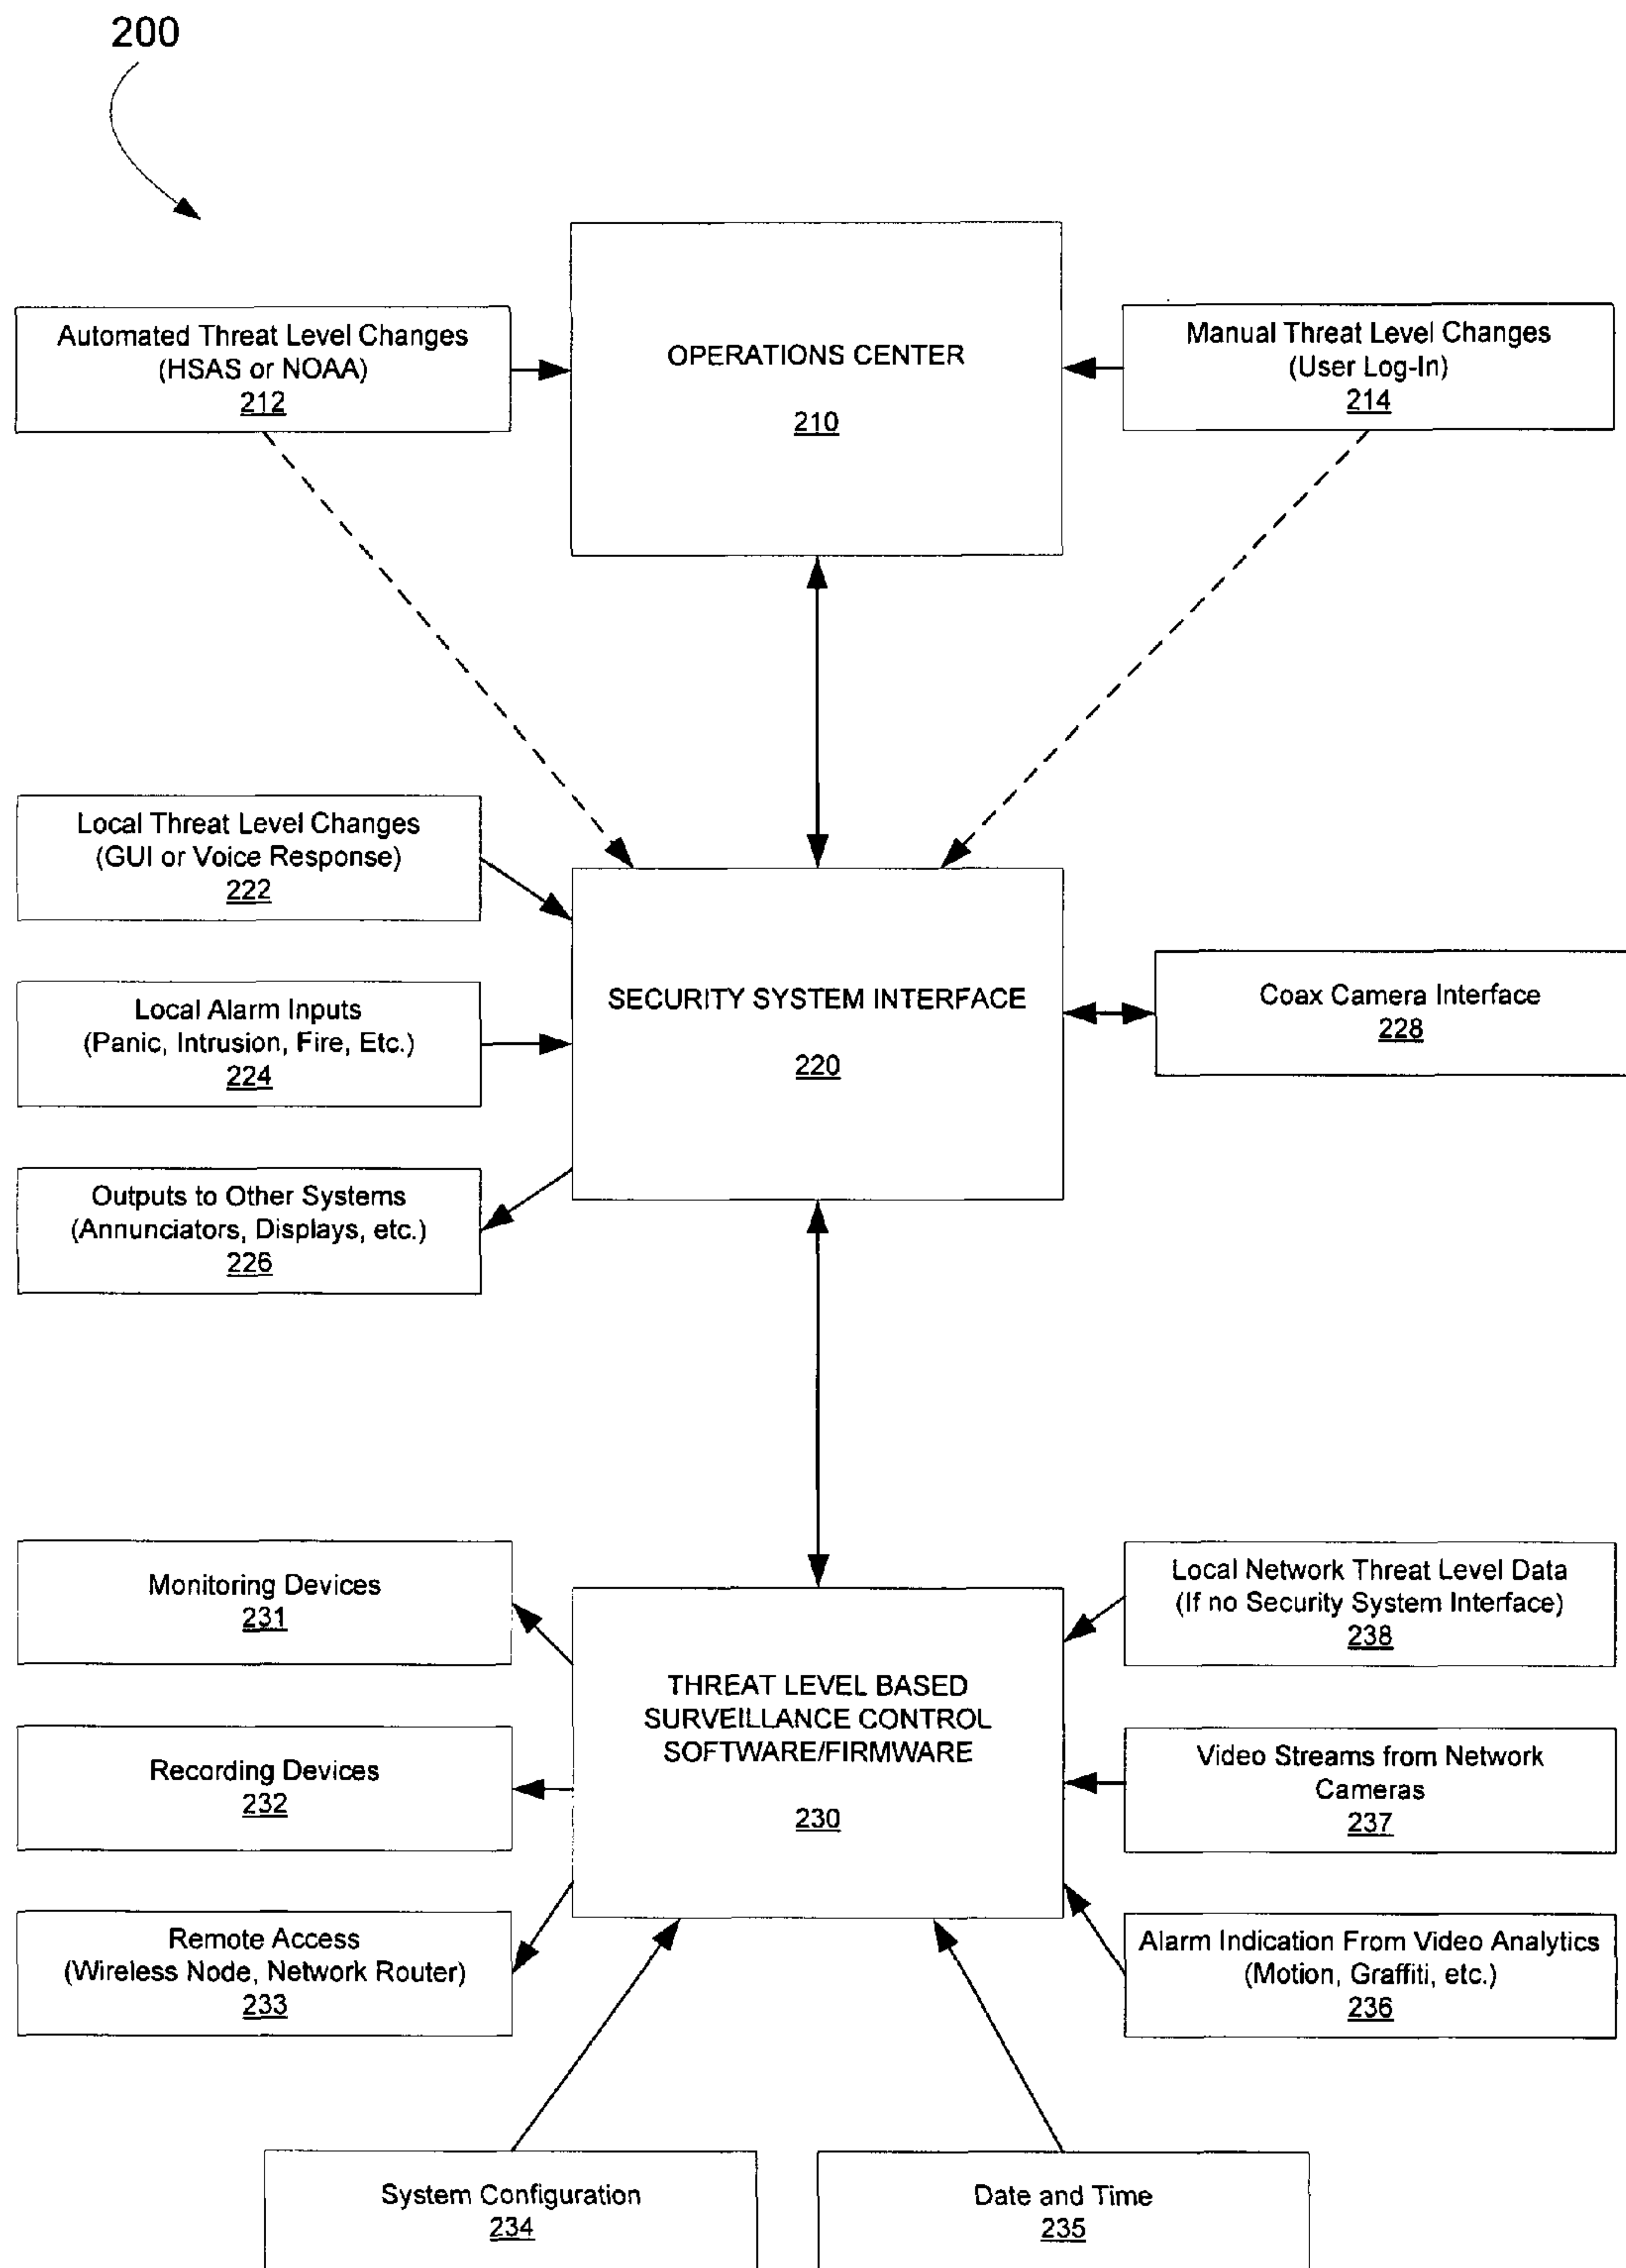 200
Automated Threat Level Changes
(HSAS or NOAA)
212
OPERATIONS CENTER
210
Manual Threat Level Changes
(User Log-In)
214
Local Threat Level Changes
(GUI or Voice Response)
222
Local Alarm Inputs
(Panic, Intrusion, Fire, Etc.)
224
Outputs to Other Systems
(Annunciators, Displays, etc.)
226
SECURITY SYSTEM INTERFACE
220
Coax Camera Interface
228
Monitoring Devices
231
Recording Devices
232
Remote Access
(Wireless Node, Network Router)
233
THREAT LEVEL BASED
SURVEILLANCE CONTROL
SOFTWARE/FIRMWARE
230
Local Network Threat Level Data
(If no Security System Interface)
238
Video Streams from Network
Cameras
237
Alarm Indication From Video Analytics
(Motion, Graffiti, etc.)
236
System Configuration
234
Date and Time
235